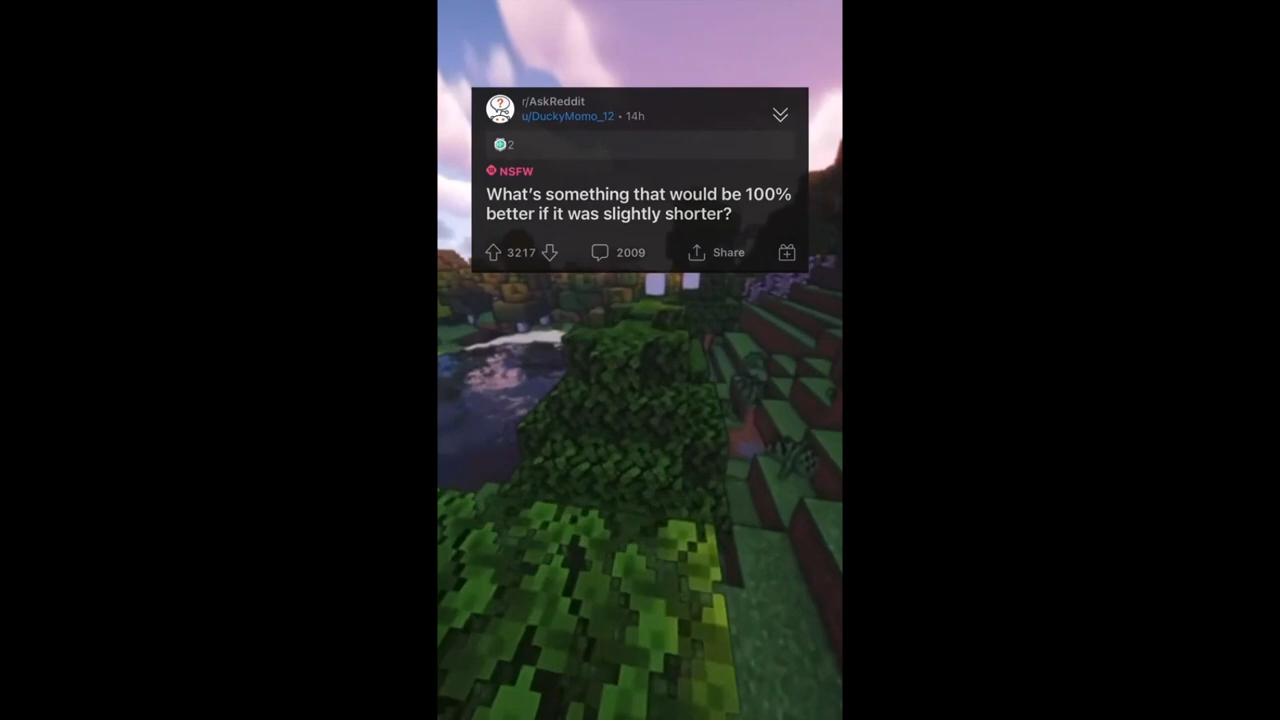 r/AskReddit
u/DuckyMomo_12 • 14h
2
NSFW
What's something that would be 100%
better if it was slightly shorter?
3217 2009 Share